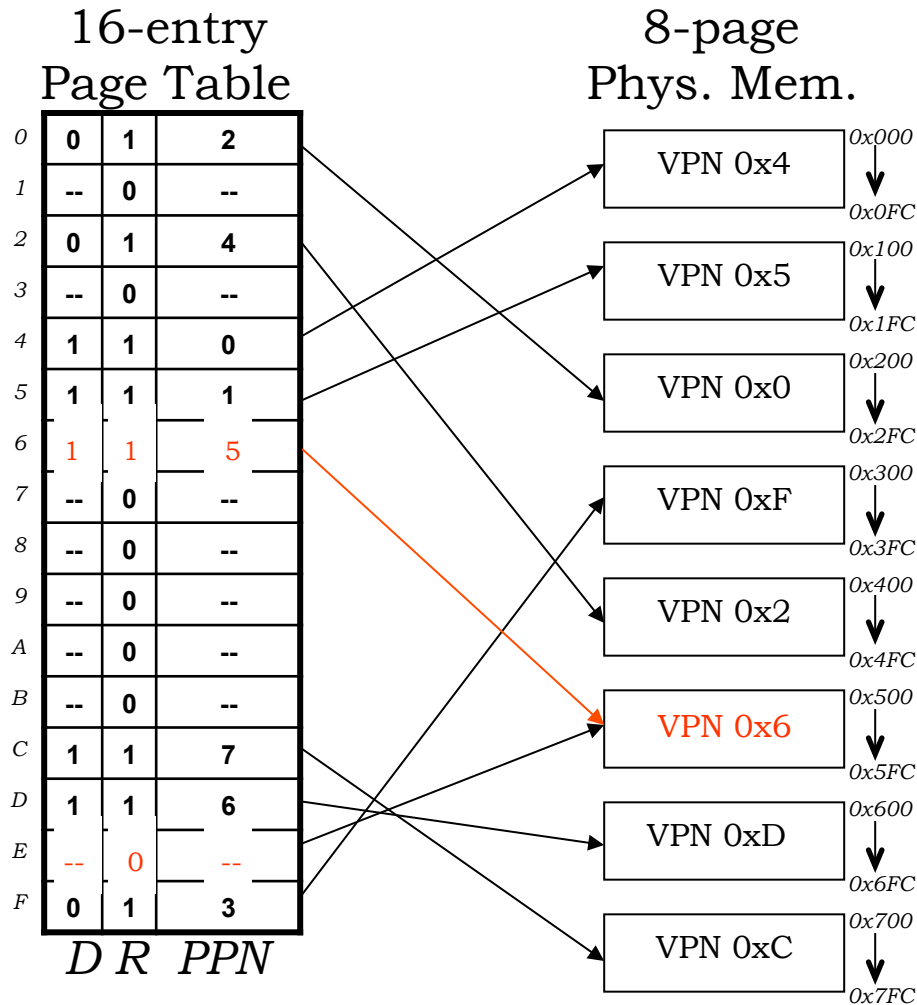 16-entry
Page Table
0 0 1 2
1 -- 0 --
2 0 1 4
3 -- 0 --
4 1 1 0
5 1 1 1
6 1 1 5
7 -- 0 --
8 -- 0 --
9 -- 0 --
A -- 0 --
B -- 0 --
C 1 1 7
D 1 1 6
E -- 0 --
F 0 1 3
D R PPN
8-page
Phys. Mem.
VPN 0x4
0x000
0x0FC
VPN 0x5
0x100
0x1FC
VPN 0x0
0x200
0x2FC
VPN 0xF
0x300
0x3FC
VPN 0x2
0x400
0x4FC
VPN 0x6
0x500
0x5FC
VPN 0xD
0x600
0x6FC
VPN 0xC
0x700
0x7FC